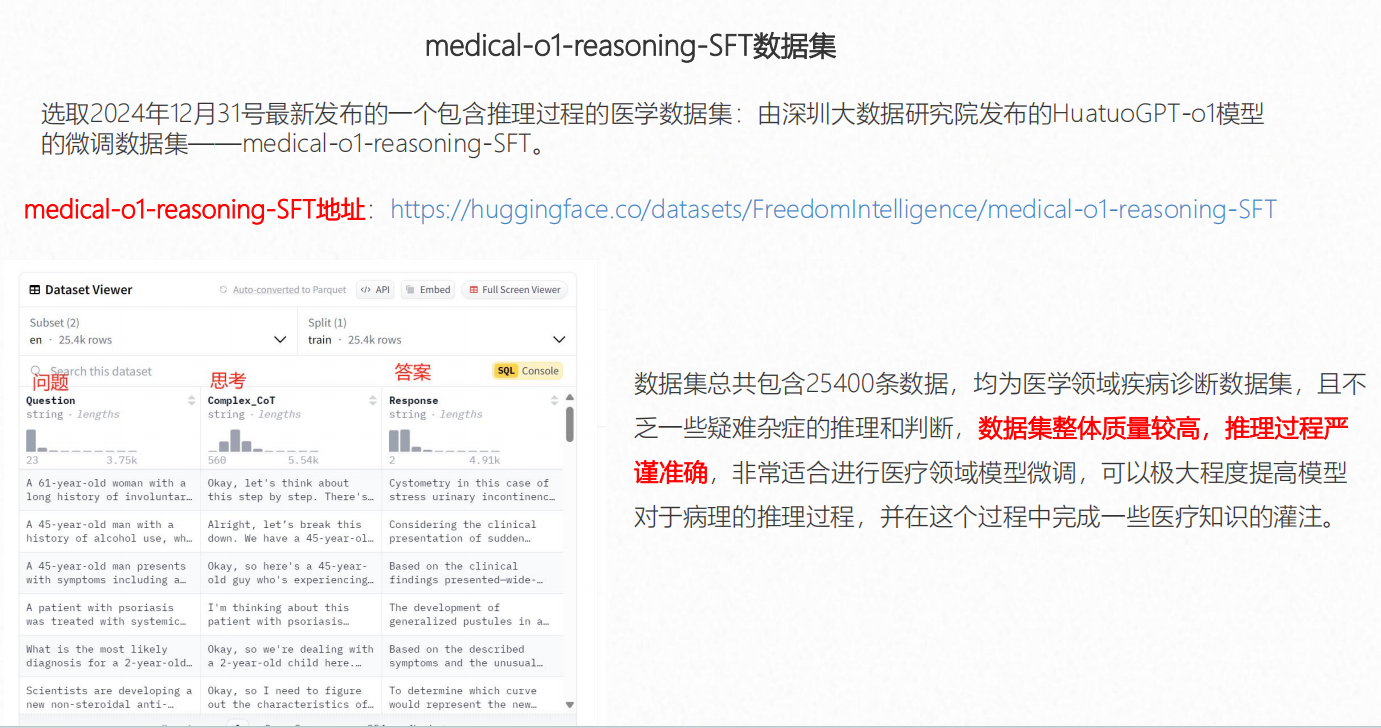 medical-o1-reasoning-SFT数据集
选取2024年12月31号最新发布的一个包含推理过程的医学数据集：由深圳大数据研究院发布的HuatuoGPT-o1模型
的微调数据集——medical-o1-reasoning-SFT。
medical-o1-reasoning-SFT地址：https://huggingface.co/datasets/FreedomIntelligence/medical-o1-reasoning-SFT
Dataset Viewer Auto-converted to Parquet </> API Embed Full Screen Viewer
Subset (2) Split (1)
en · 25.4k rows train · 25.4k rows
Search this dataset SQL Console
问题 思考 答案
Question Complex_CoT Response
string · lengths string · lengths string · lengths
23 3.75k 560 5.54k 2 4.91k
A 61-year-old woman with a Okay, let's think about Cystometry in this case of
long history of involuntar… this step by step. There's… stress urinary incontinenc…
A 45-year-old man with a Alright, let’s break this Considering the clinical
history of alcohol use, wh… down. We have a 45-year-ol… presentation of sudden…
A 45-year-old man presents Okay, so here's a 45-year- Based on the clinical
with symptoms including a… old guy who's experiencing… findings presented—wide-…
A patient with psoriasis I'm thinking about this The development of
was treated with systemic… patient with psoriasis… generalized pustules in a…
What is the most likely Okay, so we're dealing with Based on the described
diagnosis for a 2-year-old… a 2-year-old child here.… symptoms and the unusual…
Scientists are developing a Okay, so I need to figure To determine which curve
new non-steroidal anti-… out the characteristics of… would represent the new…
数据集总共包含25400条数据，均为医学领域疾病诊断数据集，且不
乏一些疑难杂症的推理和判断，数据集整体质量较高，推理过程严
谨准确，非常适合进行医疗领域模型微调，可以极大程度提高模型
对于病理的推理过程，并在这个过程中完成一些医疗知识的灌注。